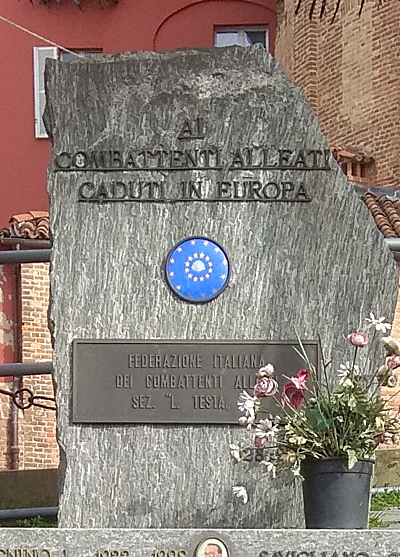 AI
COMBATTENTI ALLEATI
CADUTI IN EUROPA
FEDERAZIONE ITALIANA
DEI COMBATTENTI
SEZ. "L. TESTA